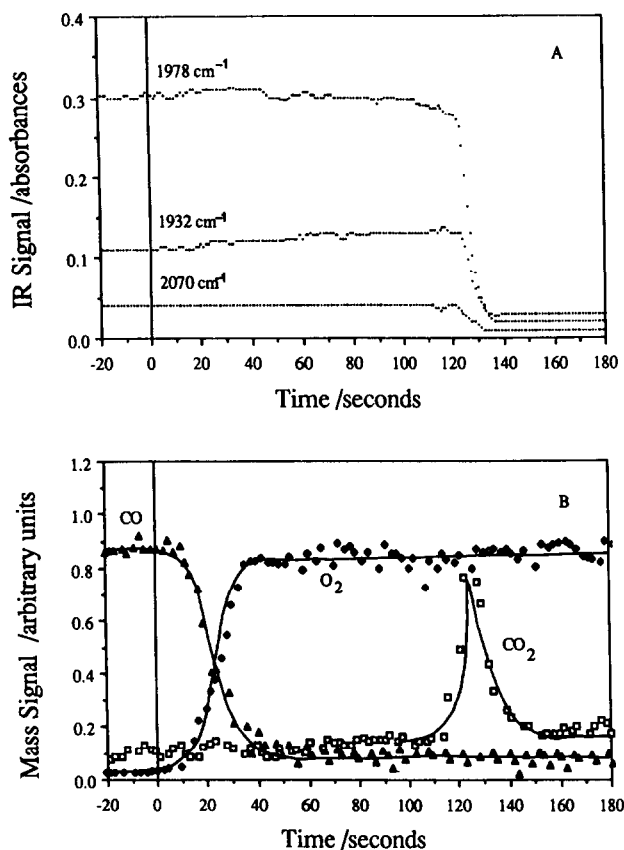 A
0.4
0.3
0.2
0.1
0.0
IR Signal /absorbances
1978 cm⁻¹
1932 cm⁻¹
2070 cm⁻¹
-20 0 20 40 60 80 100 120 140 160 180
Time /seconds
B
1.2
1.0
0.8
0.6
0.4
0.2
0.0
Mass Signal /arbitrary units
CO
O₂
CO₂
-20 0 20 40 60 80 100 120 140 160 180
Time /seconds